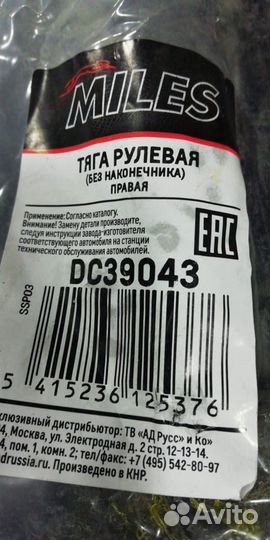 MILES
ТЯГА РУЛЕВАЯ
(БЕЗ НАКОНЕЧНИКА)
ПРАВАЯ
Применение: Согласно каталогу.
Внимание! Замену детали производите,
следуя инструкции завода-изготовителя
соответствующего автомобиля на станции
технического обслуживания автомобилей.
EAC
DC39043
SSP03
5 415236 125376
клюзивный дистрибьютор: ТВ «АД Русс» и Ко»
4, Москва, ул. Электродная д. 2 стр. 12-13-14.
4, пом. 1, комн. 2; тел/факс: +7 (495) 542-80-97
drussia.ru. Произведено в КНР.
Avito